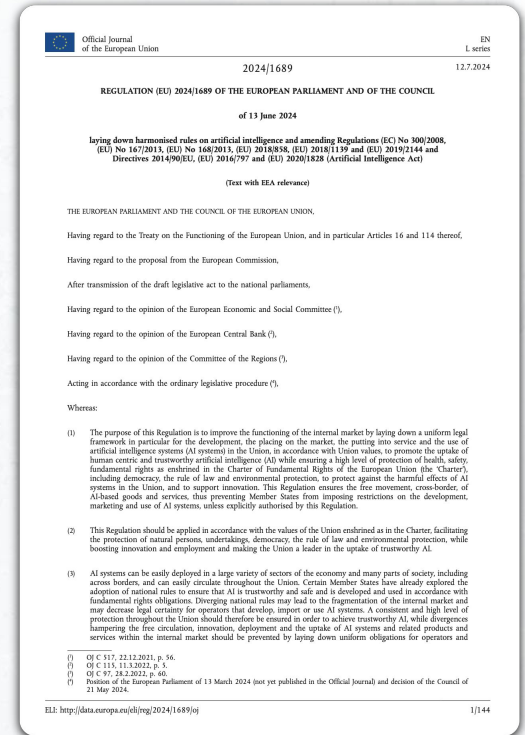 Official Journal
of the European Union
EN
L series
2024/1689
12.7.2024
REGULATION (EU) 2024/1689 OF THE EUROPEAN PARLIAMENT AND OF THE COUNCIL
of 13 June 2024
laying down harmonised rules on artificial intelligence and amending Regulations (EC) No 300/2008,
(EU) No 167/2013, (EU) No 168/2013, (EU) 2018/858, (EU) 2018/1139 and (EU) 2019/2144 and
Directives 2014/90/EU, (EU) 2016/797 and (EU) 2020/1828 (Artificial Intelligence Act)
(Text with EEA relevance)
THE EUROPEAN PARLIAMENT AND THE COUNCIL OF THE EUROPEAN UNION,
Having regard to the Treaty on the Functioning of the European Union, and in particular Articles 16 and 114 thereof,
Having regard to the proposal from the European Commission,
After transmission of the draft legislative act to the national parliaments,
Having regard to the opinion of the European Economic and Social Committee (¹),
Having regard to the opinion of the European Central Bank (²),
Having regard to the opinion of the Committee of the Regions (³),
Acting in accordance with the ordinary legislative procedure (⁴),
Whereas:
(1) The purpose of this Regulation is to improve the functioning of the internal market by laying down a uniform legal
framework in particular for the development, the placing on the market, the putting into service and the use of
artificial intelligence systems (AI systems) in the Union, in accordance with Union values, to promote the uptake of
human centric and trustworthy artificial intelligence (AI) while ensuring a high level of protection of health, safety,
fundamental rights as enshrined in the Charter of Fundamental Rights of the European Union (the ‘Charter’),
including democracy, the rule of law and environmental protection, to protect against the harmful effects of AI
systems in the Union, and to support innovation. This Regulation ensures the free movement, cross-border, of
AI-based goods and services, thus preventing Member States from imposing restrictions on the development,
marketing and use of AI systems, unless explicitly authorised by this Regulation.
(2) This Regulation should be applied in accordance with the values of the Union enshrined as in the Charter, facilitating
the protection of natural persons, undertakings, democracy, the rule of law and environmental protection, while
boosting innovation and employment and making the Union a leader in the uptake of trustworthy AI.
(3) AI systems can be easily deployed in a large variety of sectors of the economy and many parts of society, including
across borders, and can easily circulate throughout the Union. Certain Member States have already explored the
adoption of national rules to ensure that AI is trustworthy and safe and is developed and used in accordance with
fundamental rights obligations. Diverging national rules may lead to the fragmentation of the internal market and
may decrease legal certainty for operators that develop, import or use AI systems. A consistent and high level of
protection throughout the Union should therefore be ensured in order to achieve trustworthy AI, while divergences
hampering the free circulation, innovation, deployment and the uptake of AI systems and related products and
services within the internal market should be prevented by laying down uniform obligations for operators and
(¹) OJ C 517, 22.12.2021, p. 56.
(²) OJ C 115, 11.3.2022, p. 5.
(³) OJ C 97, 28.2.2022, p. 60.
(⁴) Position of the European Parliament of 13 March 2024 (not yet published in the Official Journal) and decision of the Council of
21 May 2024.
ELI: http://data.europa.eu/eli/reg/2024/1689/oj
1/144